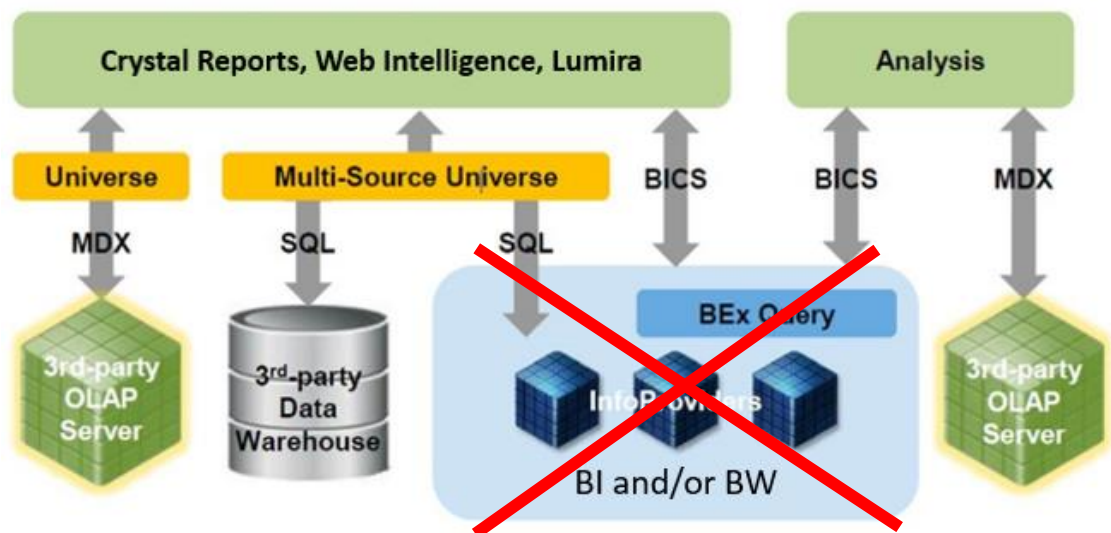 Crystal Reports, Web Intelligence, Lumira
Analysis
Universe
Multi-Source Universe
BICS
BICS
MDX
MDX
SQL
SQL
BEx Query
3rd-party
OLAP
Server
3rd-party
Data
Warehouse
InfoProviders
BI and/or BW
3rd-party
OLAP
Server